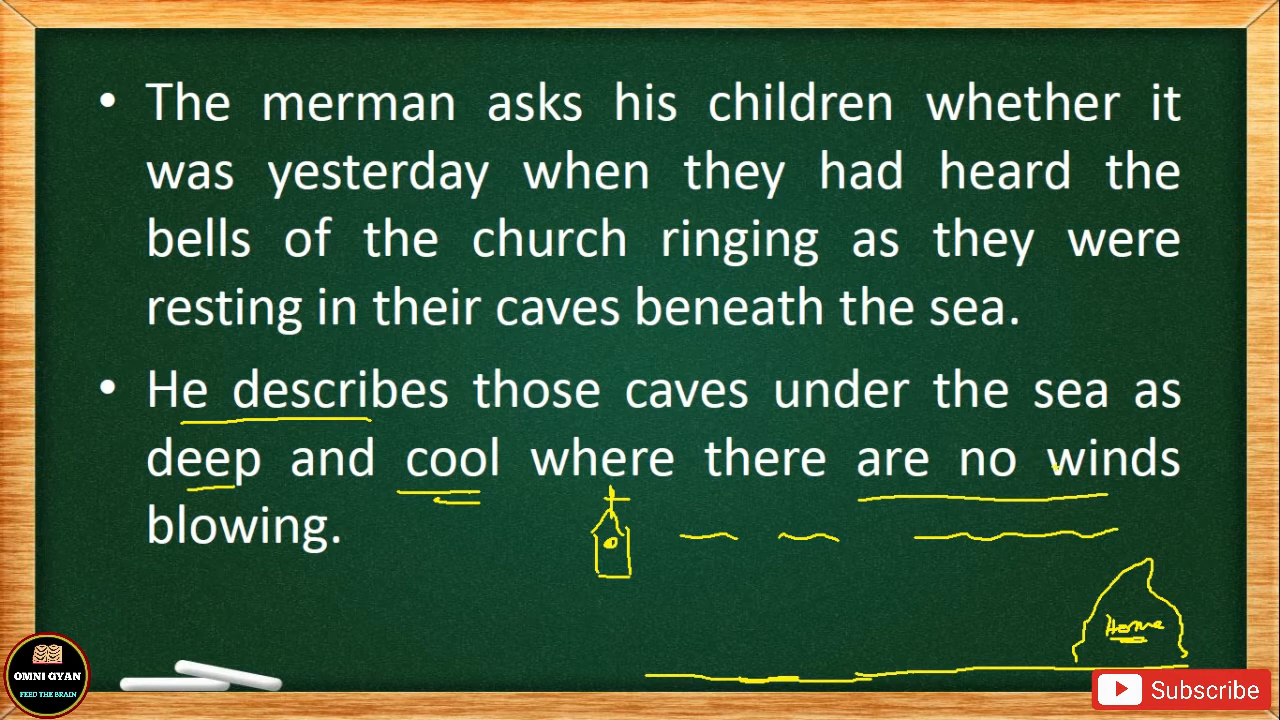 • The merman asks his children whether it
was yesterday when they had heard the
bells of the church ringing as they were
resting in their caves beneath the sea.
• He describes those caves under the sea as
deep and cool where there are no winds
blowing.
Home
OMNI GYAN
FEED THE BRAIN
Subscribe